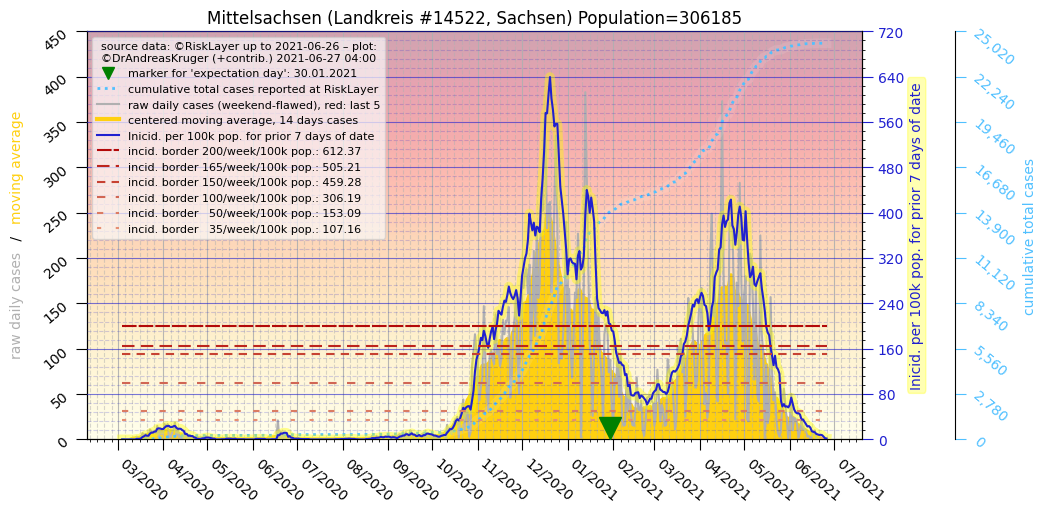 Mittelsachsen (Landkreis #14522, Sachsen) Population=306185
source data: ©RiskLayer up to 2021-06-26 – plot:
©DrAndreasKruger (+contrib.) 2021-06-27 04:00
marker for 'expectation day': 30.01.2021
cumulative total cases reported at RiskLayer
raw daily cases (weekend-flawed), red: last 5
centered moving average, 14 days cases
Inicid. per 100k pop. for prior 7 days of date
incid. border 200/week/100k pop.: 612.37
incid. border 165/week/100k pop.: 505.21
incid. border 150/week/100k pop.: 459.28
incid. border 100/week/100k pop.: 306.19
incid. border 50/week/100k pop.: 153.09
incid. border 35/week/100k pop.: 107.16
raw daily cases / moving average
450
400
350
300
250
200
150
100
50
0
03/2020
04/2020
05/2020
06/2020
07/2020
08/2020
09/2020
10/2020
11/2020
12/2020
01/2021
02/2021
03/2021
04/2021
05/2021
06/2021
07/2021
720
640
560
480
400
320
240
160
80
0
Inicid. per 100k pop. for prior 7 days of date
25,020
22,240
19,460
16,680
13,900
11,120
8,340
5,560
2,780
0
cumulative total cases